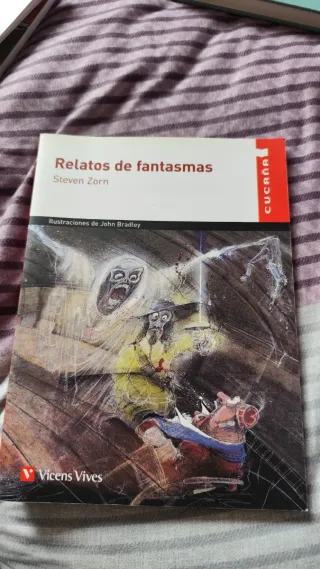 Relatos de fantasmas
Steven Zorn
CUCAÑA
Ilustraciones de John Bradley
V
Vicens Vives